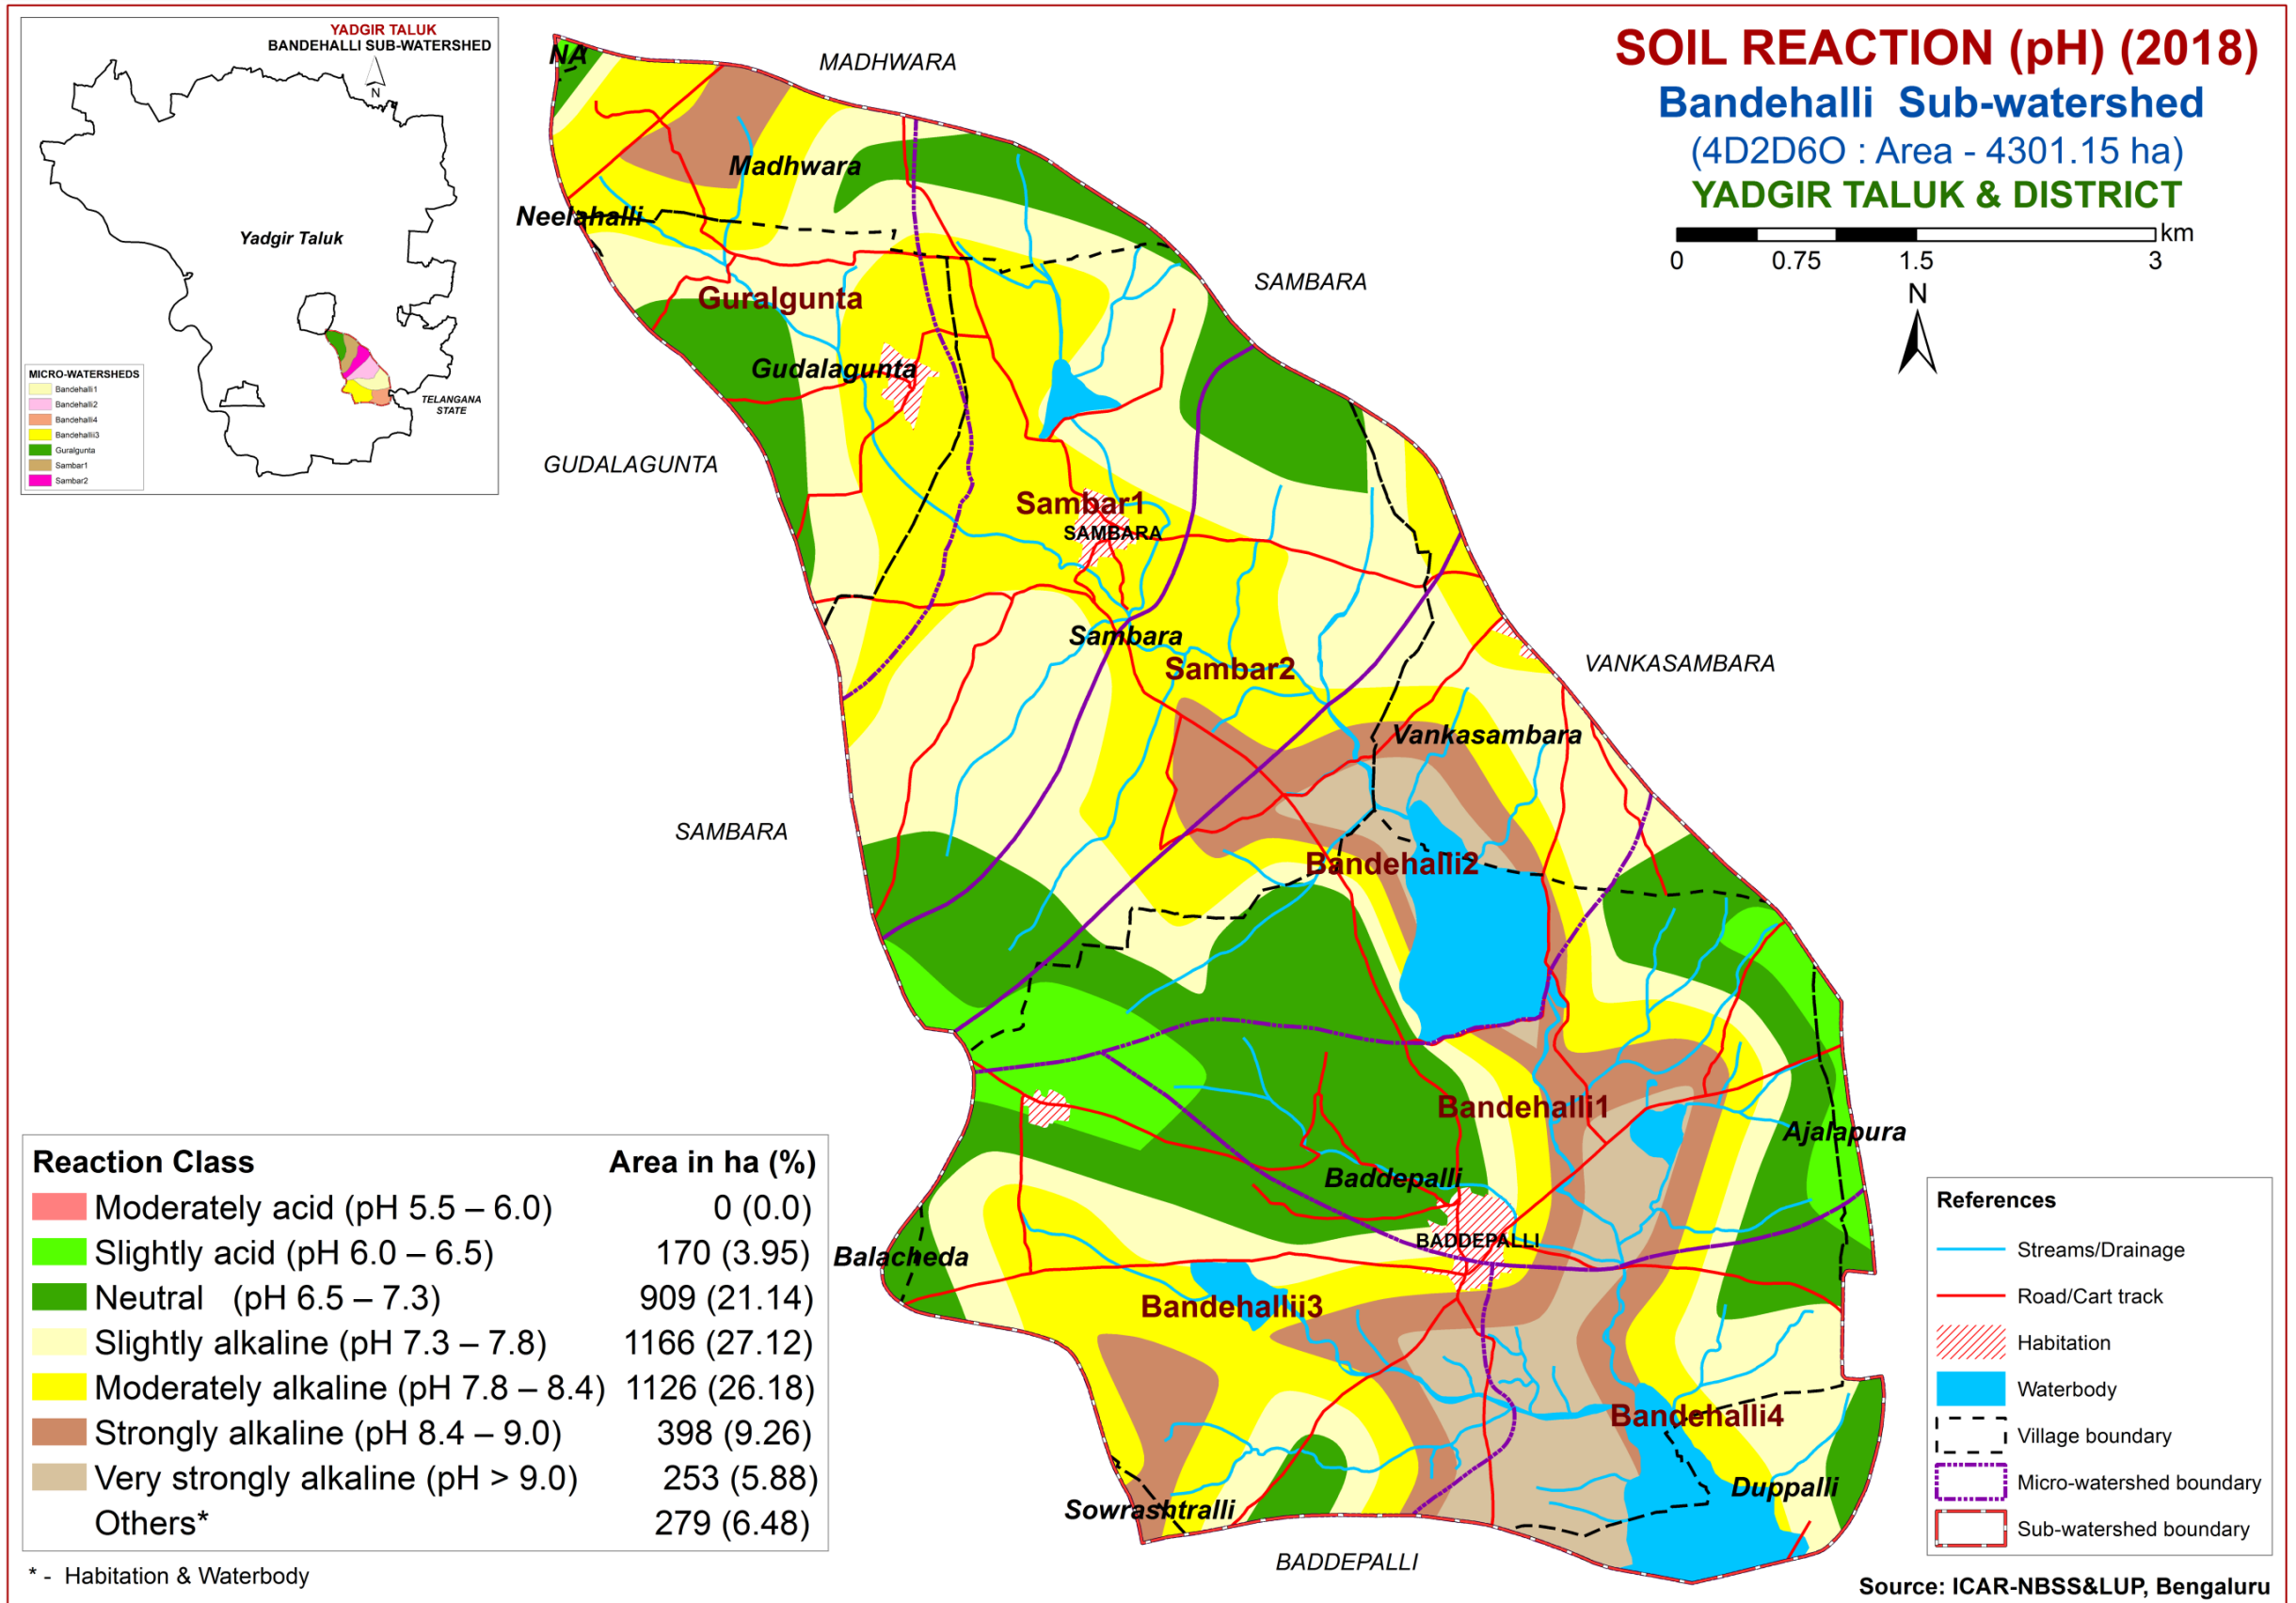 YADGIR TALUK
BANDEHALLI SUB-WATERSHED
N
Yadgir Taluk
TELANGANA
STATE
MICRO-WATERSHEDS
Bandehalli1
Bandehalli2
Bandehalli4
Bandehalli3
Guralgunta
Sambar1
Sambar2
SOIL REACTION (pH) (2018)
Bandehalli Sub-watershed
(4D2D6O : Area - 4301.15 ha)
YADGIR TALUK & DISTRICT
km
0 0.75 1.5 3
N
NA
MADHWARA
Madhwara
Neelahalli
SAMBARA
Guralgunta
Gudalagunta
GUDALAGUNTA
Sambar1
SAMBARA
Sambara
Sambar2
VANKASAMBARA
Vankasambara
SAMBARA
Bandehalli2
Bandehalli1
Ajalapura
Baddepalli
BADDEPALLI
Balacheda
Bandehallii3
Bandehalli4
Duppalli
Sowrashtralli
BADDEPALLI
Reaction Class Area in ha (%)
Moderately acid (pH 5.5 – 6.0) 0 (0.0)
Slightly acid (pH 6.0 – 6.5) 170 (3.95)
Neutral (pH 6.5 – 7.3) 909 (21.14)
Slightly alkaline (pH 7.3 – 7.8) 1166 (27.12)
Moderately alkaline (pH 7.8 – 8.4) 1126 (26.18)
Strongly alkaline (pH 8.4 – 9.0) 398 (9.26)
Very strongly alkaline (pH > 9.0) 253 (5.88)
Others* 279 (6.48)
* - Habitation & Waterbody
References
Streams/Drainage
Road/Cart track
Habitation
Waterbody
Village boundary
Micro-watershed boundary
Sub-watershed boundary
Source: ICAR-NBSS&LUP, Bengaluru